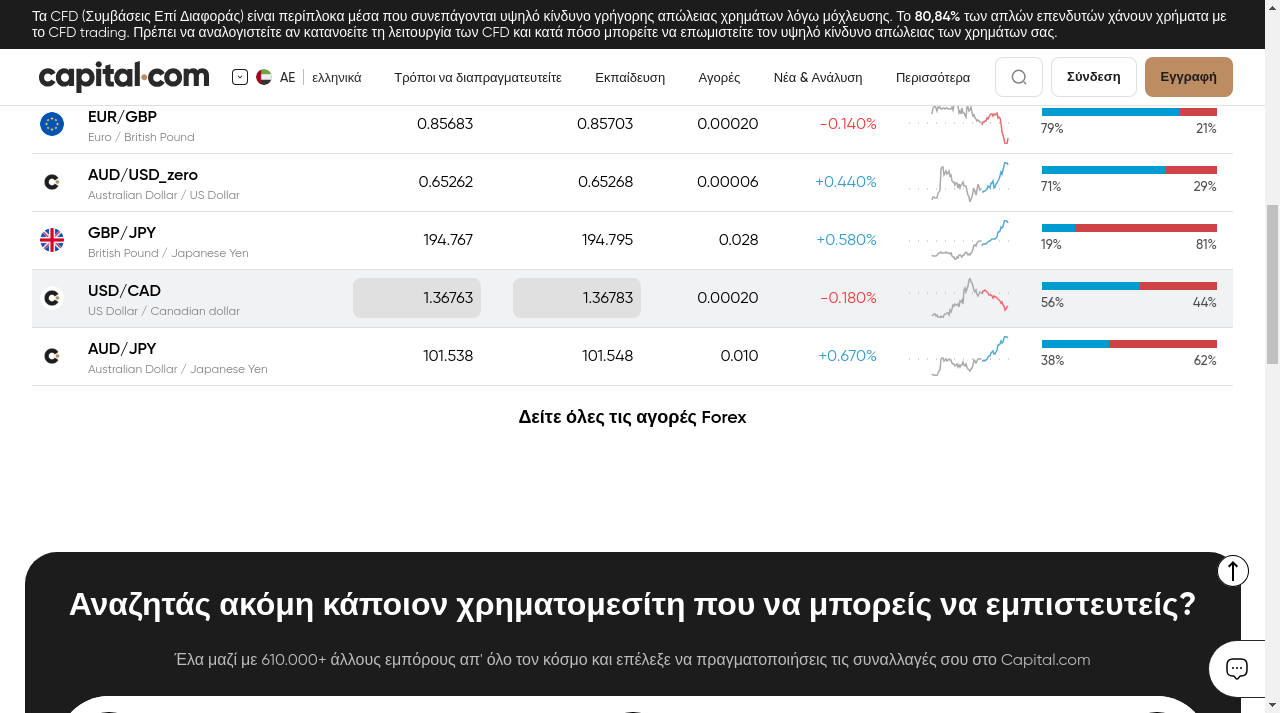 Τα CFD (Συμβάσεις Επί Διαφοράς) είναι περίπλοκα μέσα που συνεπάγονται υψηλό κίνδυνο γρήγορης απώλειας χρημάτων λόγω μόχλευσης. Το 80,84% των απλών επενδυτών χάνουν χρήματα με
το CFD trading. Πρέπει να αναλογιστείτε αν κατανοείτε τη λειτουργία των CFD και κατά πόσο μπορείτε να επωμιστείτε τον υψηλό κίνδυνο απώλειας των χρημάτων σας.
capital.com AE ελληνικά Τρόποι να διαπραγματευτείτε Εκπαίδευση Αγορές Νέα & Ανάλυση Περισσότερα Σύνδεση Εγγραφή
EUR/GBP 0.85683 0.85703 0.00020 -0.140%
Euro / British Pound 79% 21%
AUD/USD_zero 0.65262 0.65268 0.00006 +0.440%
Australian Dollar / US Dollar 71% 29%
GBP/JPY 194.767 194.795 0.028 +0.580%
British Pound / Japanese Yen 19% 81%
USD/CAD 1.36763 1.36783 0.00020 -0.180%
US Dollar / Canadian dollar 56% 44%
AUD/JPY 101.538 101.548 0.010 +0.670%
Australian Dollar / Japanese Yen 38% 62%
Δείτε όλες τις αγορές Forex
Αναζητάς ακόμη κάποιον χρηματομεσίτη που να μπορείς να εμπιστευτείς?
Έλα μαζί με 610.000+ άλλους εμπόρους απ' όλο τον κόσμο και επέλεξε να πραγματοποιήσεις τις συναλλαγές σου στο Capital.com